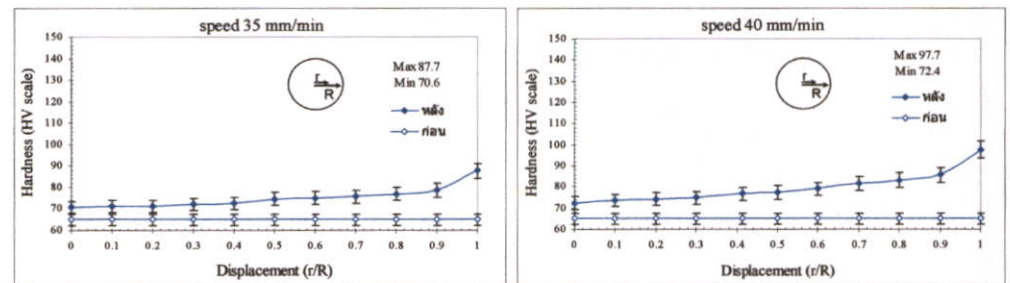 speed 35 mm/min
150
140
130
120
110
100
90
80
70
60
Hardness (HV scale)
Max 87.7
Min 70.6
r
R
หลัง
ก่อน
0 0.1 0.2 0.3 0.4 0.5 0.6 0.7 0.8 0.9 1
Displacement (r/R)
speed 40 mm/min
150
140
130
120
110
100
90
80
70
60
Hardness (HV scale)
Max 97.7
Min 72.4
r
R
หลัง
ก่อน
0 0.1 0.2 0.3 0.4 0.5 0.6 0.7 0.8 0.9 1
Displacement (r/R)